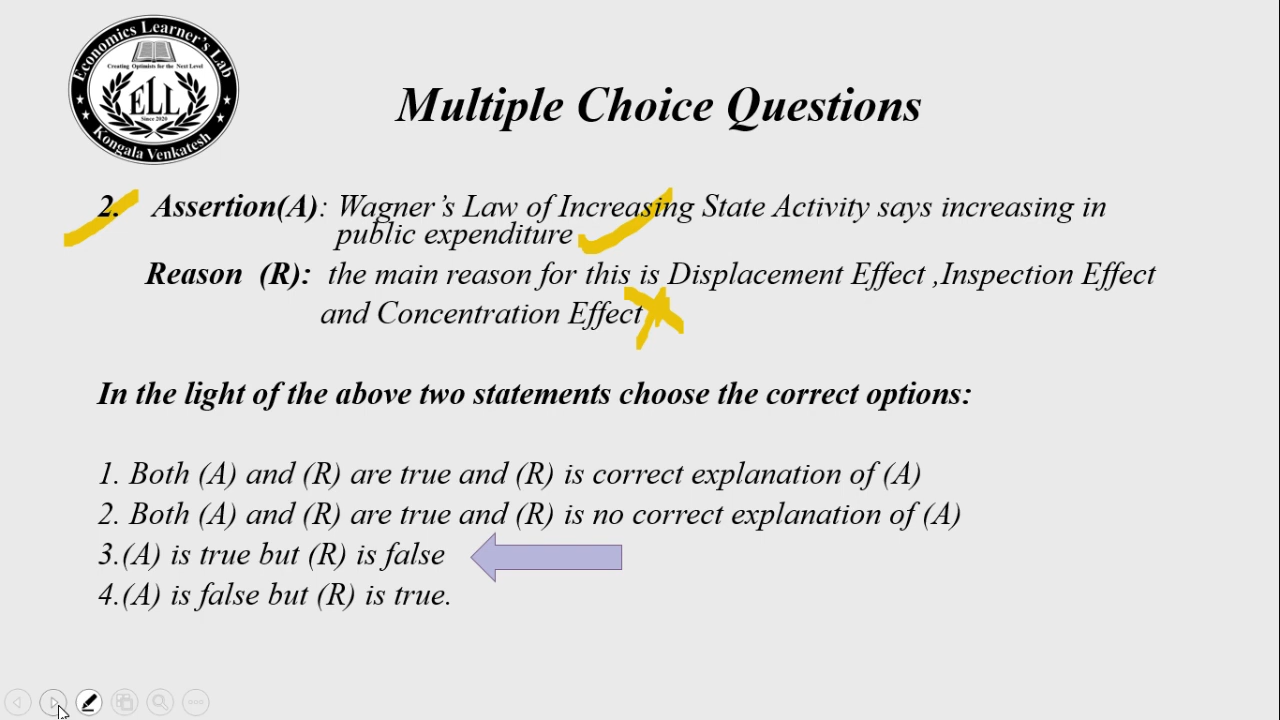 Economics Learner's Lab
Creating Optimists for the Next Level
ELL
Since 2020
Kongala Venkatesh
Multiple Choice Questions
2. Assertion(A): Wagner's Law of Increasing State Activity says increasing in
public expenditure
Reason (R): the main reason for this is Displacement Effect ,Inspection Effect
and Concentration Effect
In the light of the above two statements choose the correct options:
1. Both (A) and (R) are true and (R) is correct explanation of (A)
2. Both (A) and (R) are true and (R) is no correct explanation of (A)
3.(A) is true but (R) is false
4.(A) is false but (R) is true.